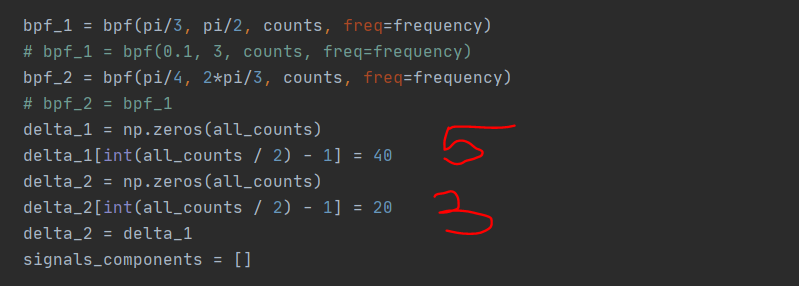 bpf_1 = bpf(pi/3, pi/2, counts, freq=frequency)
# bpf_1 = bpf(0.1, 3, counts, freq=frequency)
bpf_2 = bpf(pi/4, 2*pi/3, counts, freq=frequency)
# bpf_2 = bpf_1
delta_1 = np.zeros(all_counts)
delta_1[int(all_counts / 2) - 1] = 40 5
delta_2 = np.zeros(all_counts)
delta_2[int(all_counts / 2) - 1] = 20 3
delta_2 = delta_1
signals_components = []